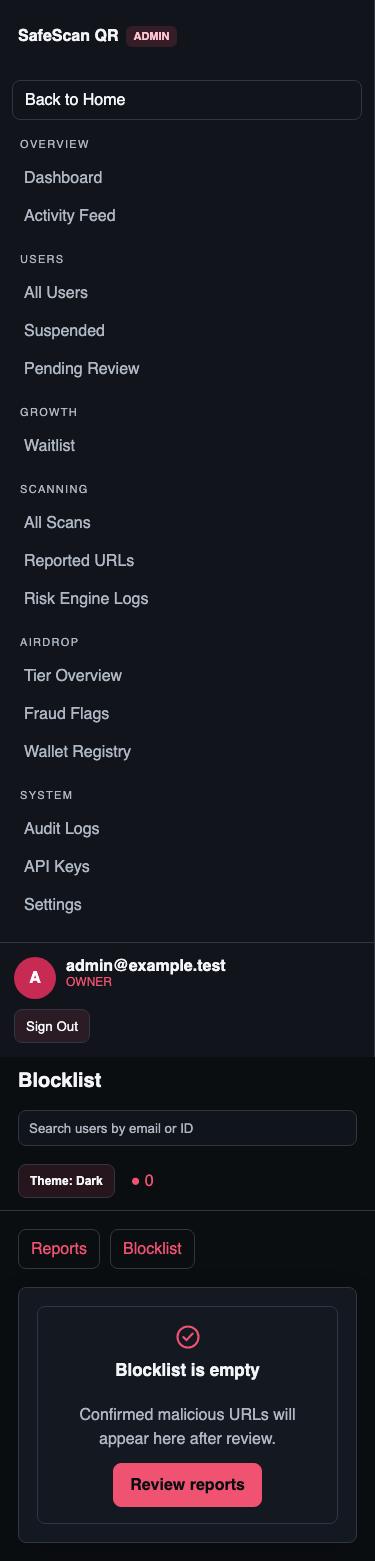 SafeScan QR ADMIN
Back to Home
OVERVIEW
Dashboard
Activity Feed
USERS
All Users
Suspended
Pending Review
GROWTH
Waitlist
SCANNING
All Scans
Reported URLs
Risk Engine Logs
AIRDROP
Tier Overview
Fraud Flags
Wallet Registry
SYSTEM
Audit Logs
API Keys
Settings
A admin@example.test
OWNER
Sign Out
Blocklist
Search users by email or ID
Theme: Dark 0
Reports Blocklist
Blocklist is empty
Confirmed malicious URLs will
appear here after review.
Review reports